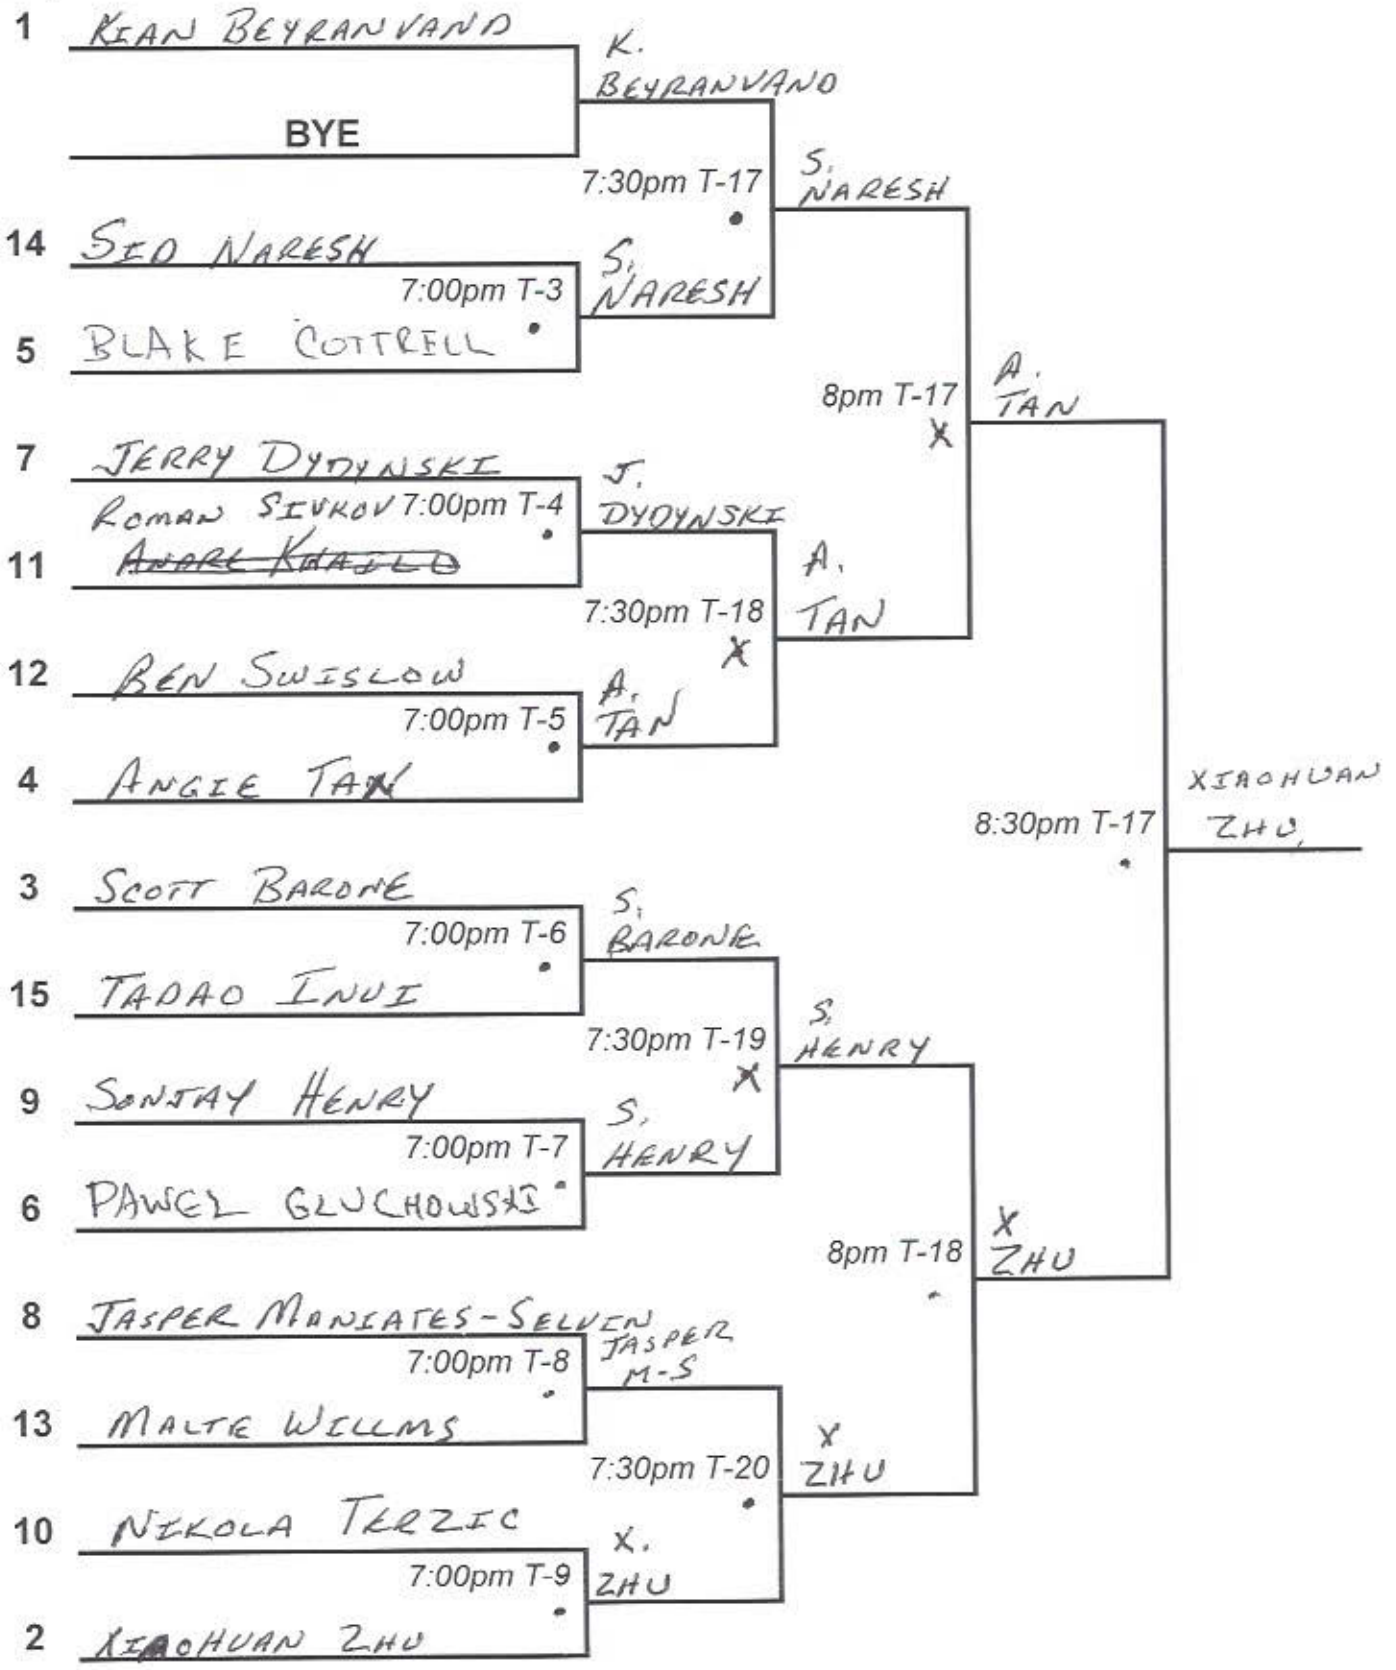 1 KIAN BEYRANVAND
K.
BEYRANVAND
BYE
7:30pm T-17
S.
NARESH
14 SID NARESH
7:00pm T-3
S.
NARESH
5 BLAKE COTTRELL
8pm T-17
X
A.
TAN
7 JERRY DYDYNSKI
ROMAN SIVKOV 7:00pm T-4
J.
DYDYNSKI
11
7:30pm T-18
X
A.
TAN
12 BEN SWISLOW
7:00pm T-5
A.
TAN
4 ANGIE TAN
8:30pm T-17
XIAOHUAN
ZHU
3 SCOTT BARONE
7:00pm T-6
S.
BARONE
15 TADAO INUI
7:30pm T-19
X
S.
HENRY
9 SONJAY HENRY
7:00pm T-7
S.
HENRY
6 PAWEL GLUCHOWSKI
8pm T-18
X
ZHU
8 JASPER MANIATES-SELVIN
7:00pm T-8
JASPER
M-S
13 MALTE WILLMS
7:30pm T-20
X
ZHU
10 NIKOLA TERZIC
7:00pm T-9
X.
ZHU
2 XIAOHUAN ZHU